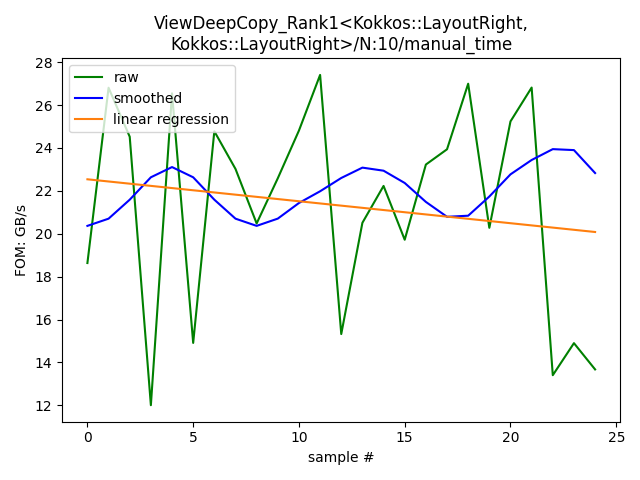 ViewDeepCopy_Rank1<Kokkos::LayoutRight,
Kokkos::LayoutRight>/N:10/manual_time
FOM: GB/s
28
26
24
22
20
18
16
14
12
raw
smoothed
linear regression
0
5
10
15
20
25
sample #